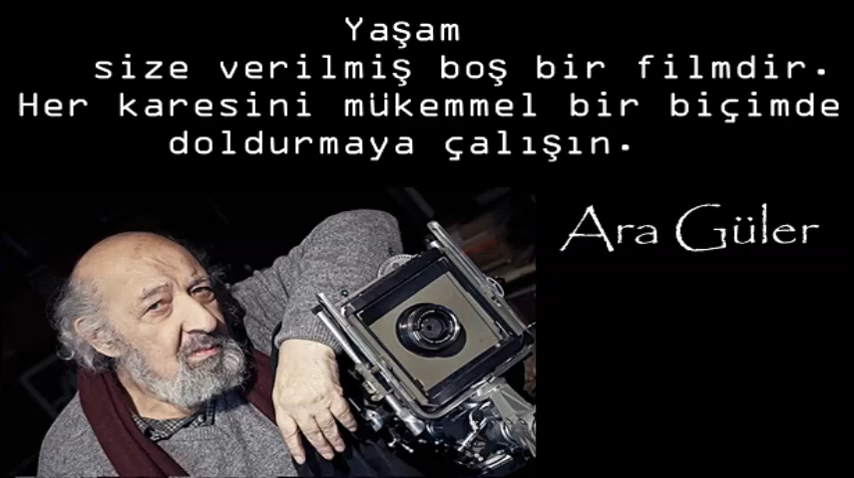 Yaşam
size verilmiş boş bir filmdir.
Her karesini mükemmel bir biçimde
doldurmaya çalışın.
Ara Güler